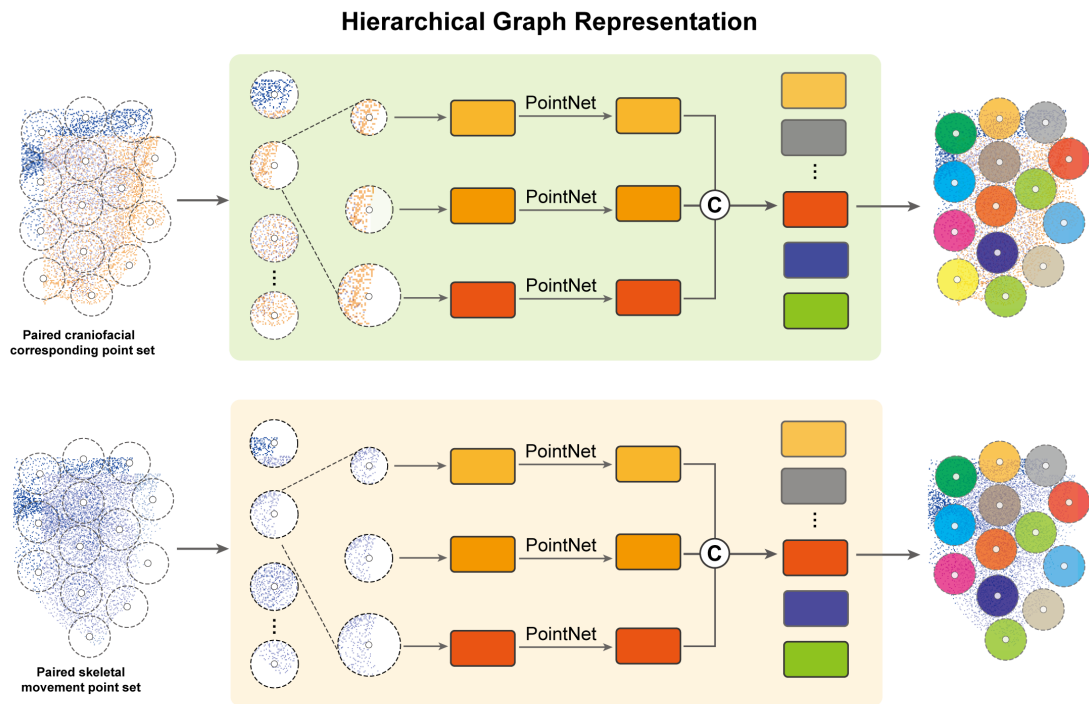 Hierarchical Graph Representation
PointNet
PointNet
C
PointNet
Paired craniofacial
corresponding point set
PointNet
PointNet
C
PointNet
Paired skeletal
movement point set